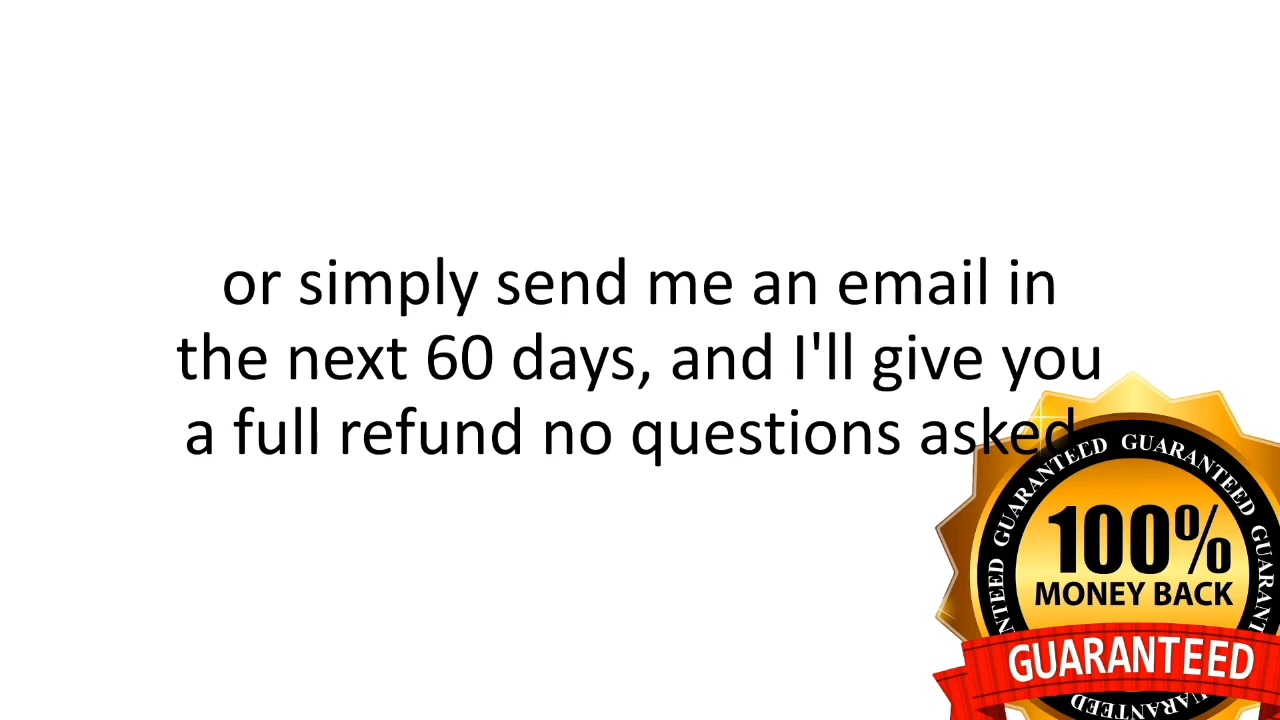 or simply send me an email in
the next 60 days, and I'll give you
a full refund no questions asked
GUARANTEED GUARANTEED
100%
MONEY BACK
GUARANTEED
GUARANTEED